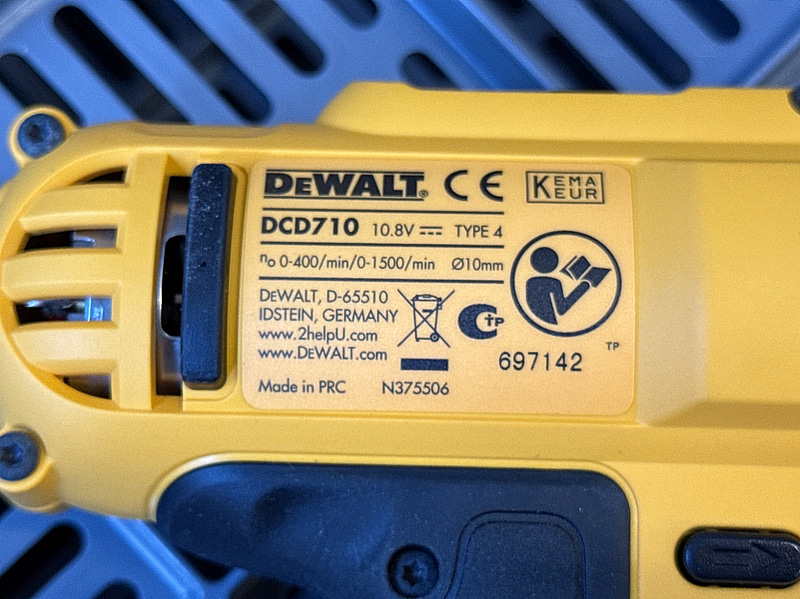 DEWALT® CE KEMA KEUR
DCD710 10.8V TYPE 4
n₀ 0-400/min/0-1500/min Ø10mm
DEWALT, D-65510
IDSTEIN, GERMANY
www.2helpU.com
www.DEWALT.com
TP
697142
TP
Made in PRC N375506